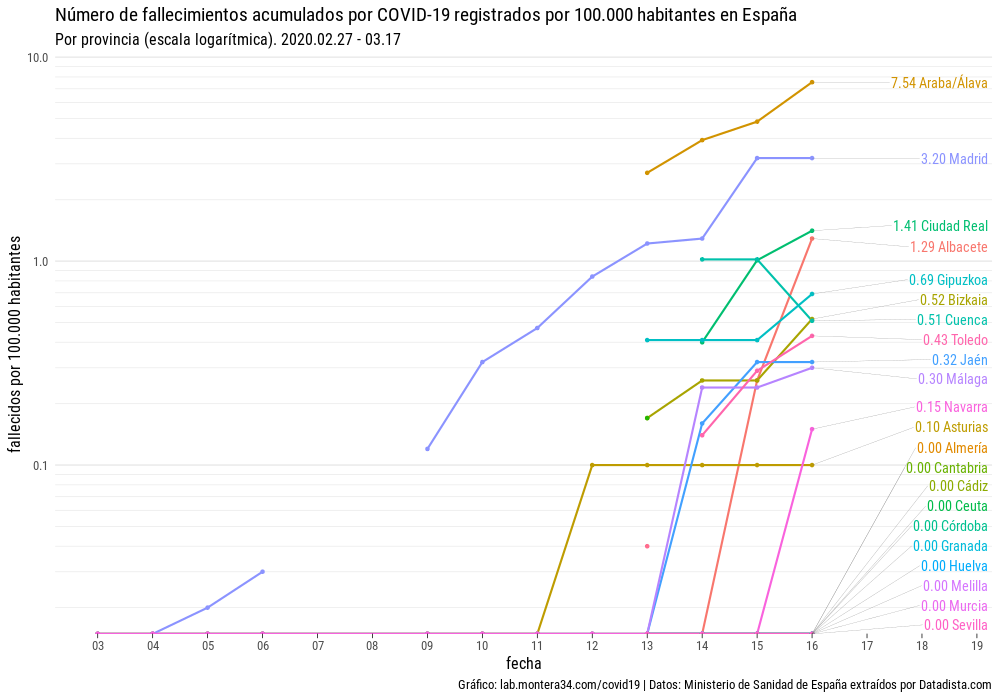 Número de fallecimientos acumulados por COVID-19 registrados por 100.000 habitantes en España
Por provincia (escala logarítmica). 2020.02.27 - 03.17
fallecidos por 100.000 habitantes
10.0
1.0
0.1
7.54 Araba/Álava
3.20 Madrid
1.41 Ciudad Real
1.29 Albacete
0.69 Gipuzkoa
0.52 Bizkaia
0.51 Cuenca
0.43 Toledo
0.32 Jaén
0.30 Málaga
0.15 Navarra
0.10 Asturias
0.00 Almería
0.00 Cantabria
0.00 Cádiz
0.00 Ceuta
0.00 Córdoba
0.00 Granada
0.00 Huelva
0.00 Melilla
0.00 Murcia
0.00 Sevilla
03 04 05 06 07 08 09 10 11 12 13 14 15 16 17 18 19
fecha
Gráfico: lab.montera34.com/covid19 | Datos: Ministerio de Sanidad de España extraídos por Datadista.com